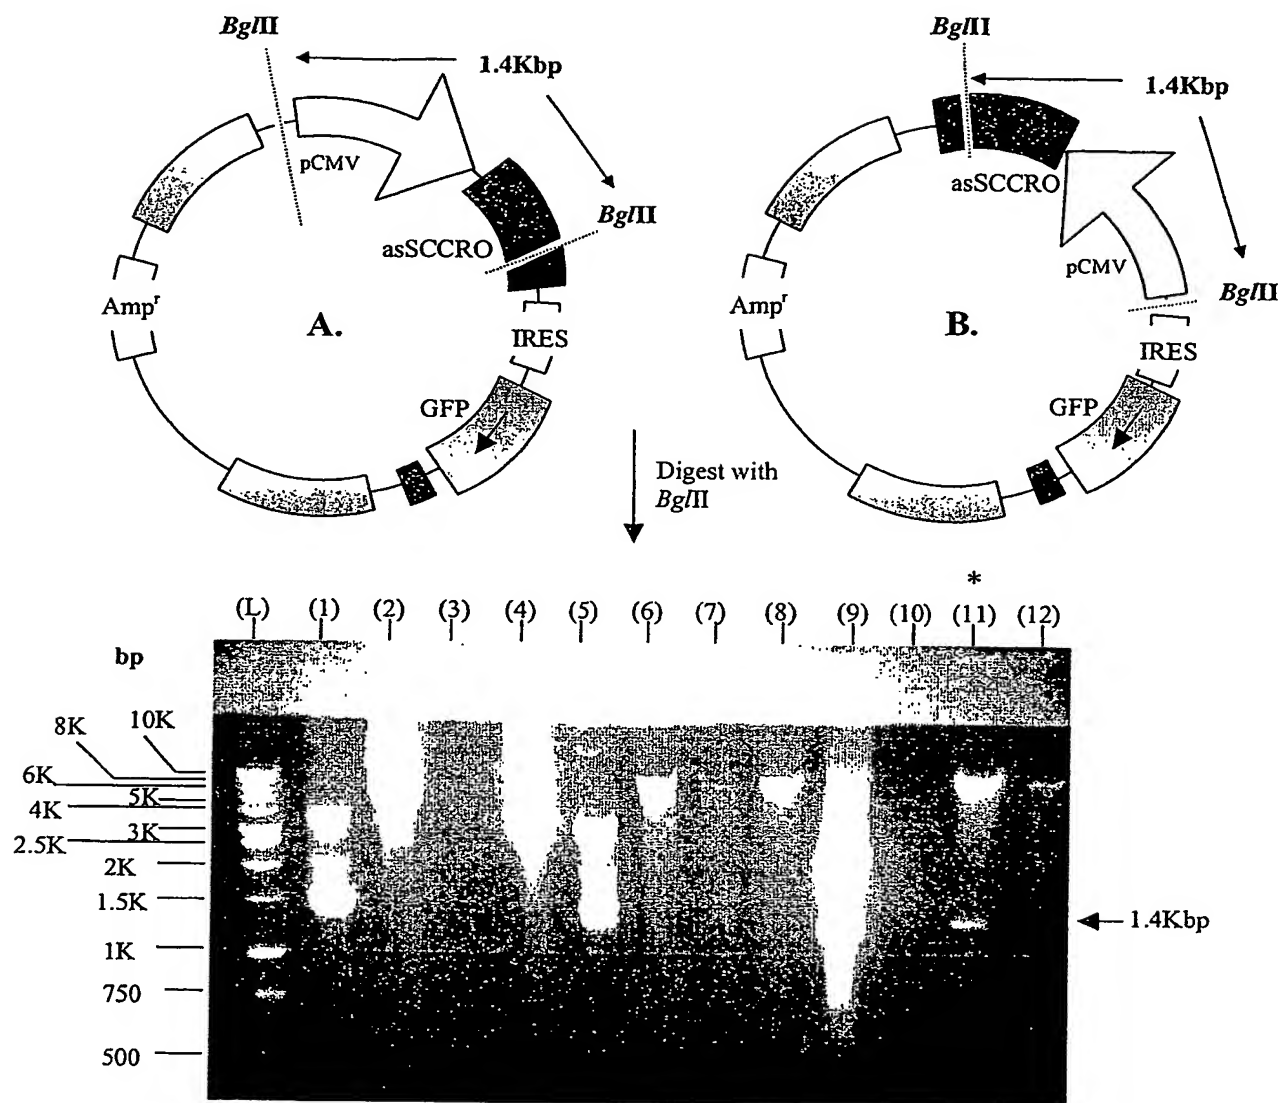 BglII
1.4Kbp
pCMV
asSCCRO
BglII
Ampʳ
A.
IRES
GFP
BglII
1.4Kbp
asSCCRO
pCMV
BglII
Ampʳ
B.
IRES
GFP
Digest with
BglII
*
(L) (1) (2) (3) (4) (5) (6) (7) (8) (9) (10) (11) (12)
bp
10K
8K
6K
5K
4K
3K
2.5K
2K
1.5K
1.4Kbp
1K
750
500